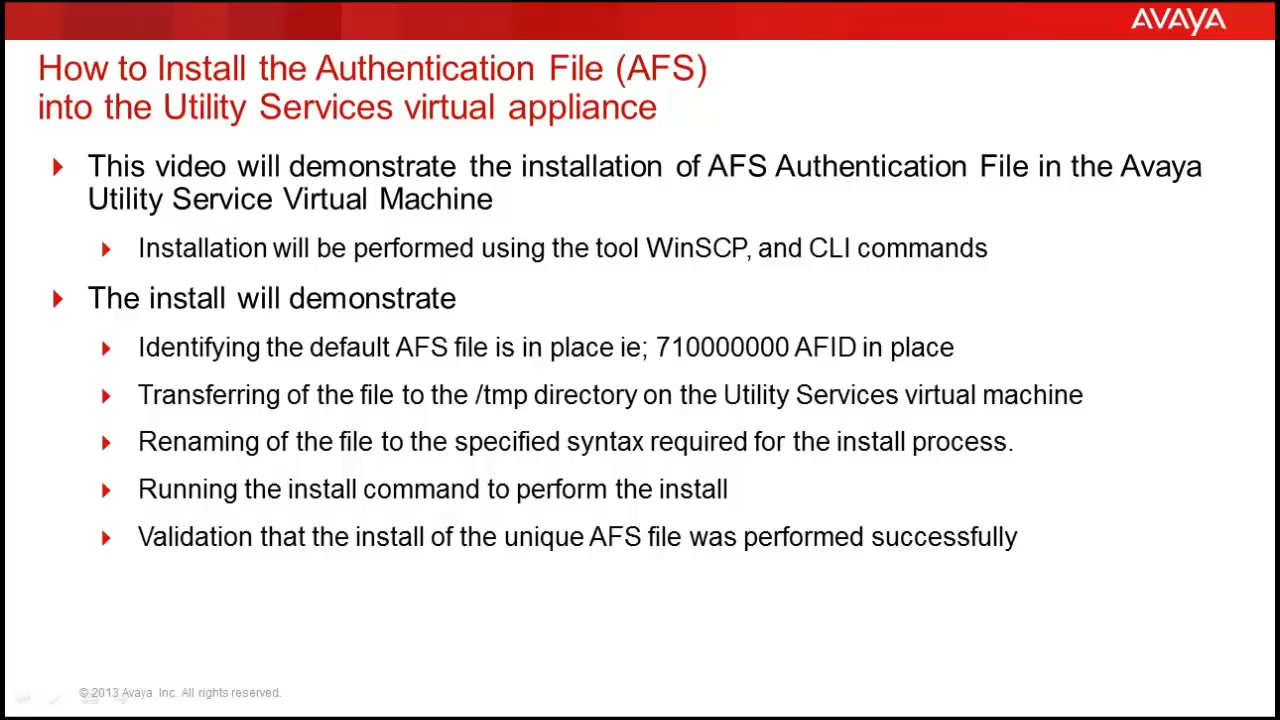 AVAYA
How to Install the Authentication File (AFS)
into the Utility Services virtual appliance
This video will demonstrate the installation of AFS Authentication File in the Avaya
Utility Service Virtual Machine
Installation will be performed using the tool WinSCP, and CLI commands
The install will demonstrate
Identifying the default AFS file is in place ie; 710000000 AFID in place
Transferring of the file to the /tmp directory on the Utility Services virtual machine
Renaming of the file to the specified syntax required for the install process.
Running the install command to perform the install
Validation that the install of the unique AFS file was performed successfully
© 2013 Avaya Inc. All rights reserved.